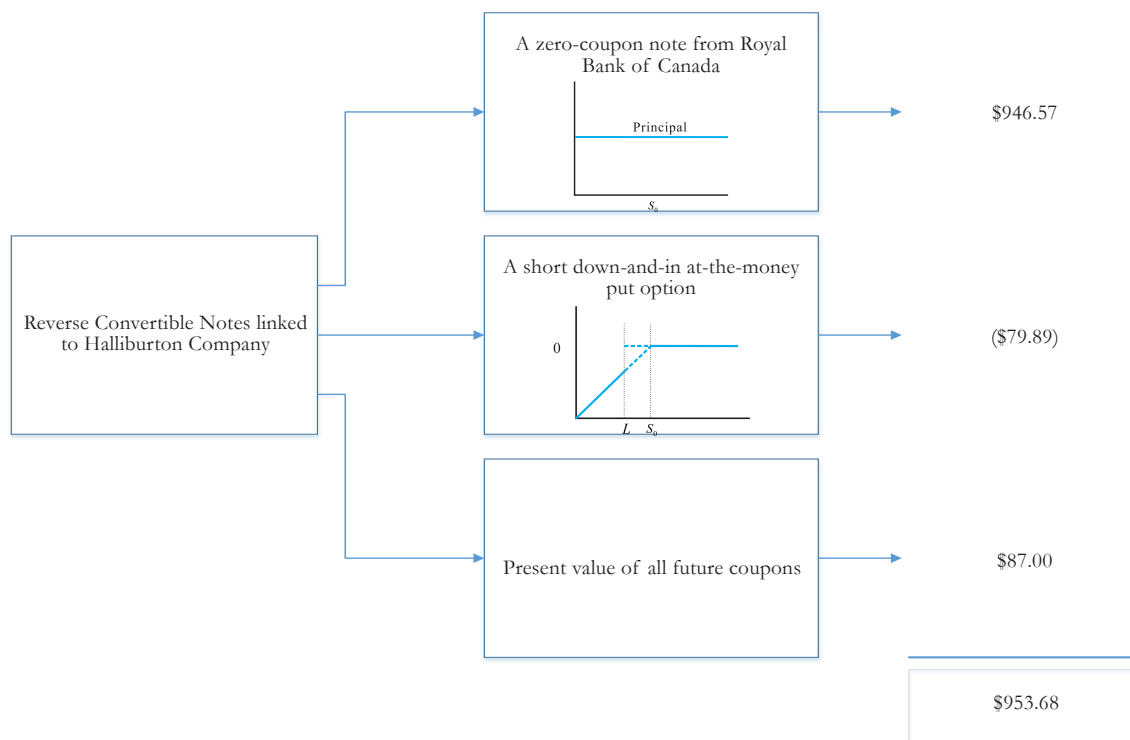 A zero-coupon note from Royal
Bank of Canada
Principal
S₀
$946.57
Reverse Convertible Notes linked
to Halliburton Company
A short down-and-in at-the-money
put option
0
L S₀
($79.89)
Present value of all future coupons
$87.00
$953.68